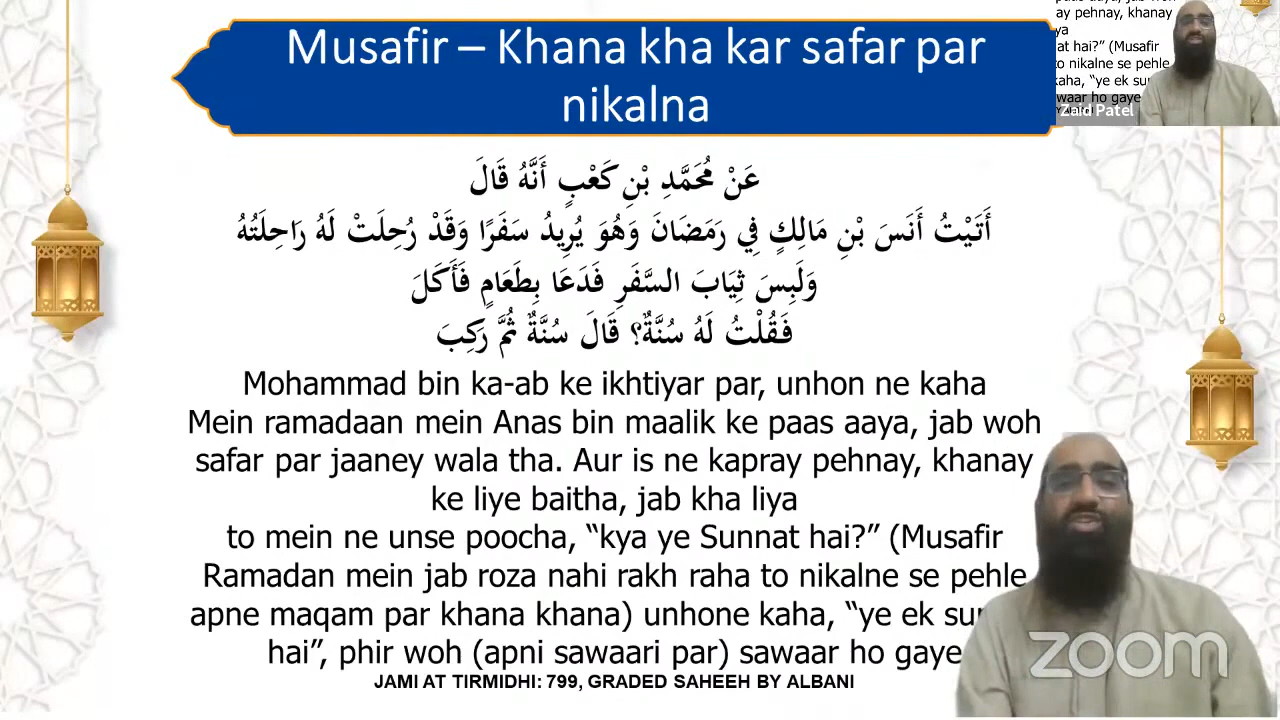 Musafir – Khana kha kar safar par
nikalna
عَنْ مُحَمَّدِ بْنِ كَعْبٍ أَنَّهُ قَالَ
أَتَيْتُ أَنَسَ بْنِ مَالِكٍ فِي رَمَضَانَ وَهُوَ يُرِيدُ سَفَرًا وَقَدْ رُحِلَتْ لَهُ رَاحِلَتُهُ
وَلَبِسَ ثِيَابَ السَّفَرِ فَدَعَا بِطَعَامٍ فَأَكَلَ
فَقُلْتُ لَهُ سُنَّةٌ؟ قَالَ سُنَّةٌ ثُمَّ رَكِبَ
Mohammad bin ka-ab ke ikhtiyar par, unhon ne kaha
Mein ramadaan mein Anas bin maalik ke paas aaya, jab woh
safar par jaaney wala tha. Aur is ne kapray pehnay, khanay
ke liye baitha, jab kha liya
to mein ne unse poocha, “kya ye Sunnat hai?” (Musafir
Ramadan mein jab roza nahi rakh raha to nikalne se pehle
apne maqam par khana khana) unhone kaha, “ye ek
hai”, phir woh (apni sawaari par) sawaar ho gaye
JAMI AT TIRMIDHI: 799, GRADED SAHEEH BY ALBANI
ay pehnay, khanay
ya
at hai?” (Musafir
o nikalne se pehle
kaha, “ye ek
waar ho gaye
Zaid Patel
zoom